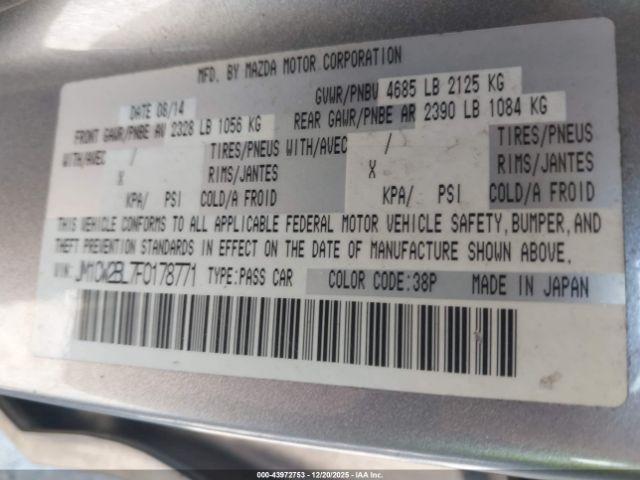 MFD. BY MAZDA MOTOR CORPORATION
DATE 08/14 GVWR/PNBV 4685 LB 2125 KG
FRONT GAWR/PNBE AV 2328 LB 1056 KG REAR GAWR/PNBE AR 2390 LB 1084 KG
WITH/AVEC / TIRES/PNEUS WITH/AVEC / TIRES/PNEUS
X RIMS/JANTES X RIMS/JANTES
KPA/ PSI COLD/A FROID KPA/ PSI COLD/A FROID
THIS VEHICLE CONFORMS TO ALL APPLICABLE FEDERAL MOTOR VEHICLE SAFETY, BUMPER, AND
THEFT PREVENTION STANDARDS IN EFFECT ON THE DATE OF MANUFACTURE SHOWN ABOVE.
VIN: JM1CW2BL7F0178771 TYPE:PASS CAR COLOR CODE:38P MADE IN JAPAN
000-43972753 | 12/20/2025 - IAA, Inc.